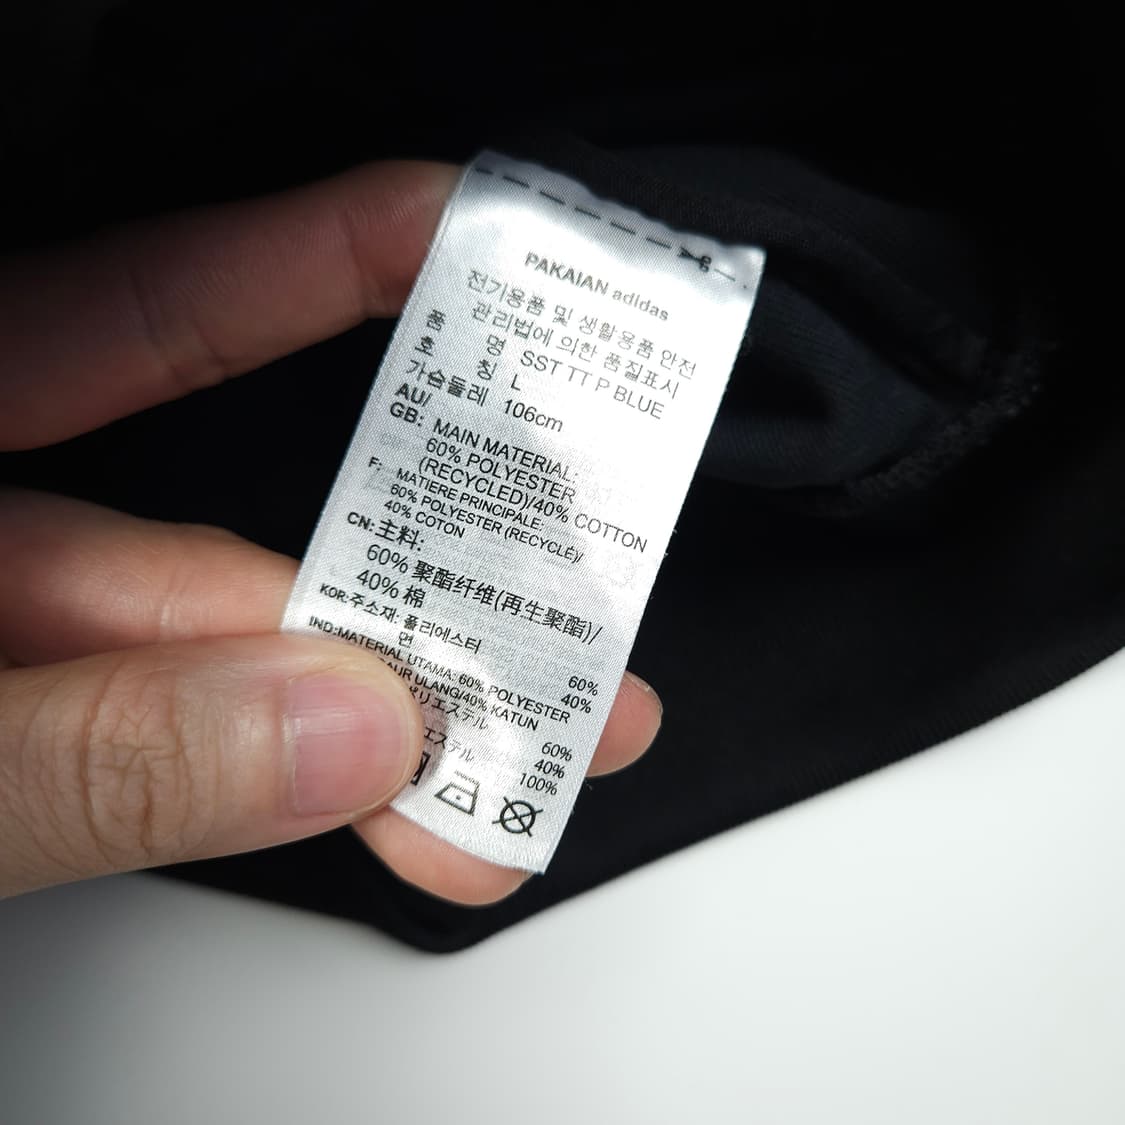 PAKAIAN adidas
전기용품 및 생활용품 안전
관리법에 의한 품질표시
품 명 SST TT P BLUE
호 칭 L
가슴둘레 106cm
AU/
GB: MAIN MATERIAL:
60% POLYESTER
(RECYCLED)/40% COTTON
F: MATIERE PRINCIPALE:
60% POLYESTER (RECYCLÉ)/
40% COTON
CN: 主料:
60% 聚酯纤维(再生聚酯)/
40% 棉
KOR: 주소재: 폴리에스터 60%
면 40%
IND: MATERIAL UTAMA: 60% POLYESTER
ULANG/40% KATUN
ポリエステル 60%
40%
エステル 100%